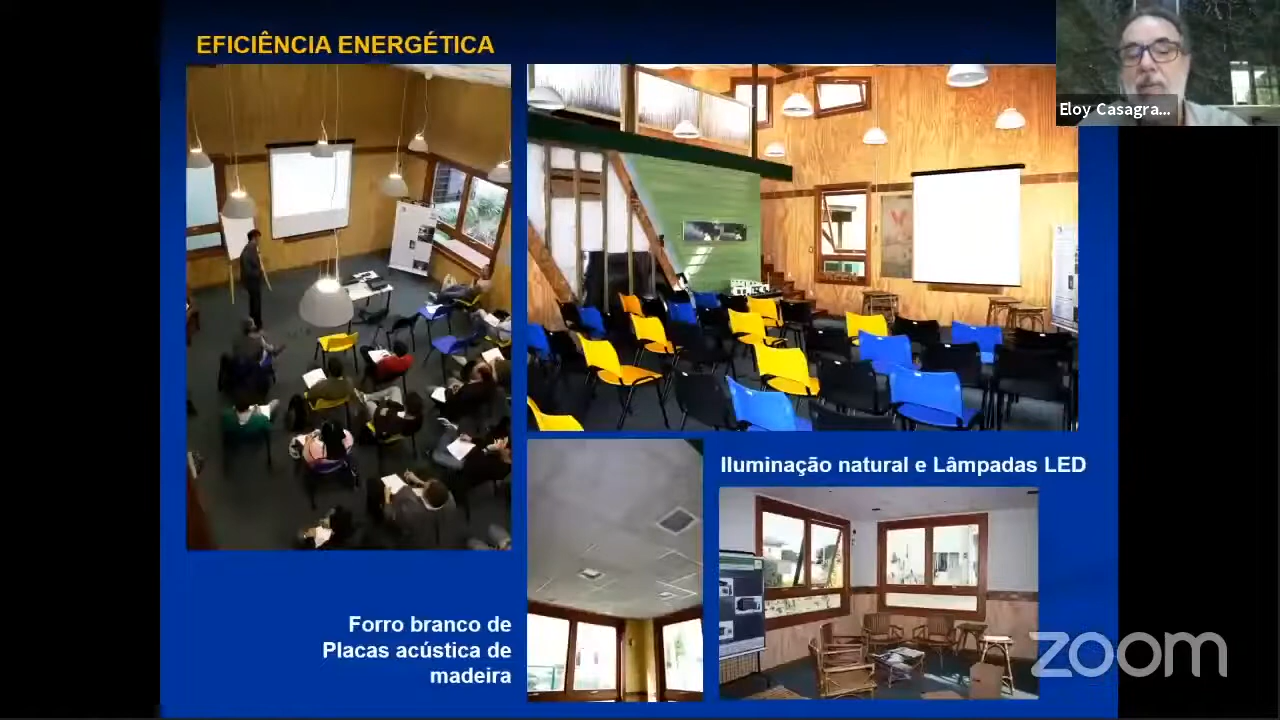 EFICIÊNCIA ENERGÉTICA
Eloy Casagra...
Iluminação natural e Lâmpadas LED
Forro branco de
Placas acústica de
madeira
zoom